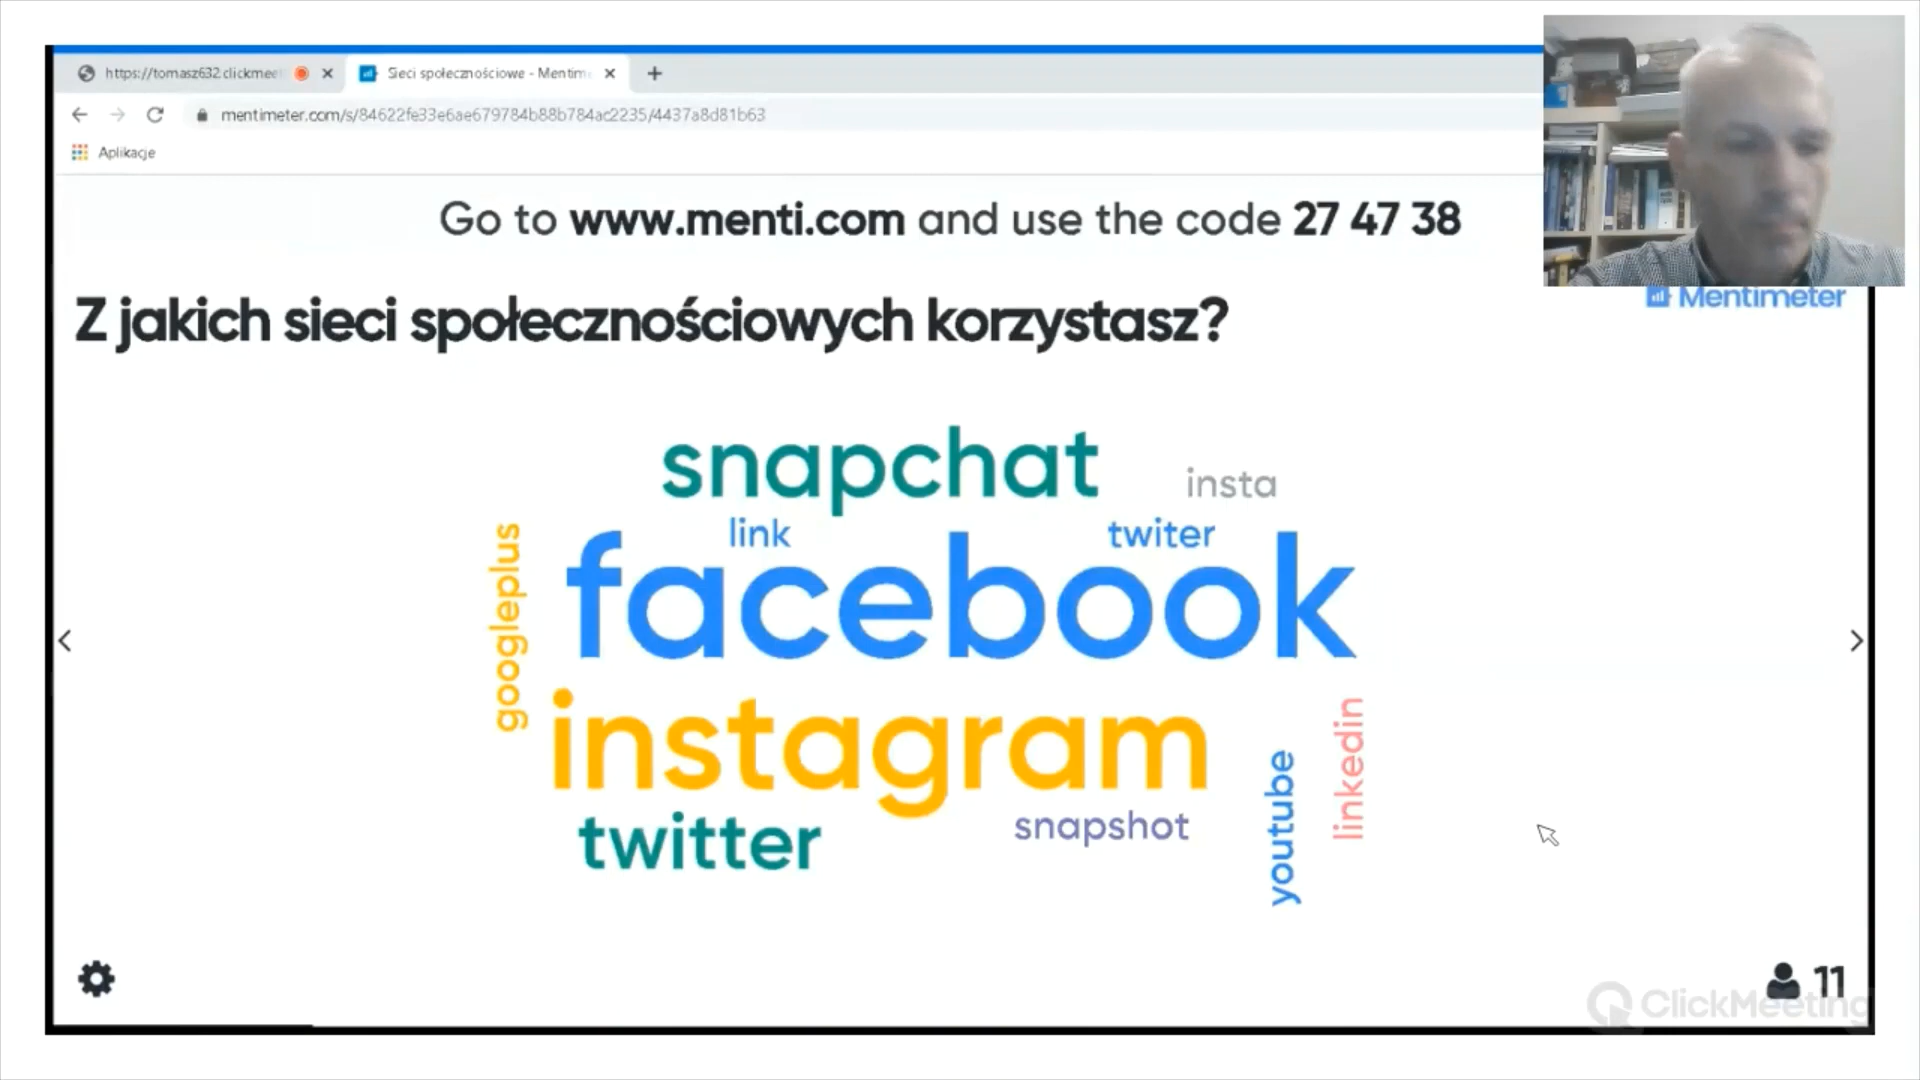 https://tomasz632.clickmee
Sieci społecznościowe - Mentim
mentimeter.com/s/84622fe33e6ae679784b88b784ac2235/4437a8d81b63
Aplikacje
Go to www.menti.com and use the code 27 47 38
Mentimeter
Z jakich sieci społecznościowych korzystasz?
snapchat
insta
link
twiter
googleplus
facebook
instagram
linkedin
youtube
twitter
snapshot
11
ClickMeeting